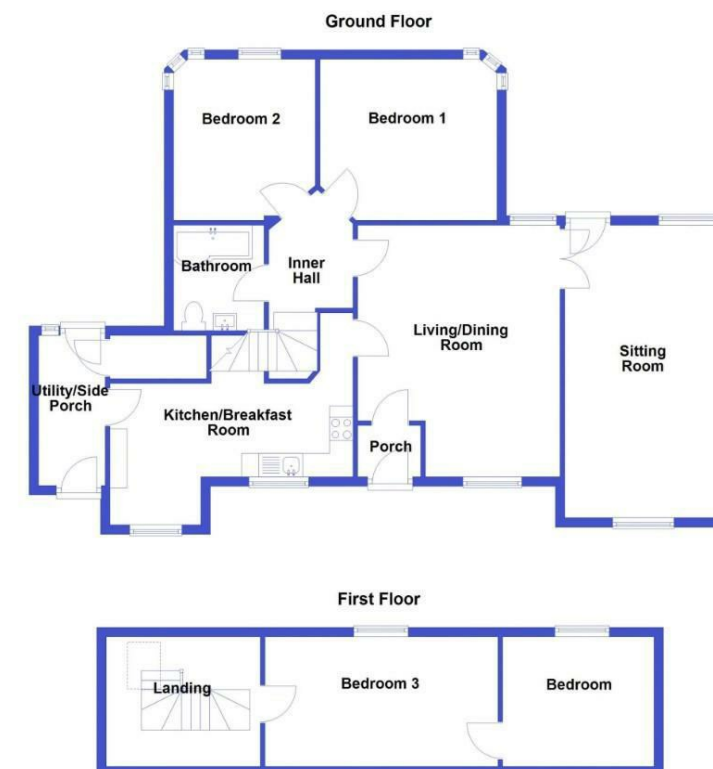 Ground Floor
Bedroom 2
Bedroom 1
Bathroom
Inner
Hall
Living/Dining
Room
Sitting
Room
Utility/Side
Porch
Kitchen/Breakfast
Room
Porch
First Floor
Landing
Bedroom 3
Bedroom